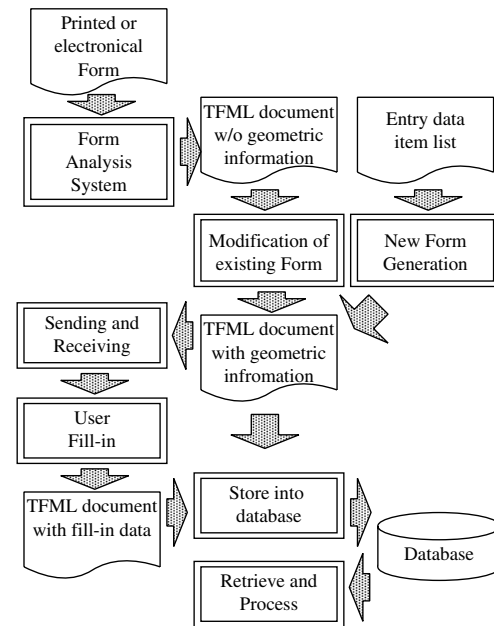 Printed or
electronical
Form
Form
Analysis
System
TFML document
w/o geometric
information
Entry data
item list
Modification of
existing Form
New Form
Generation
Sending and
Receiving
TFML document
with geometric
infromation
User
Fill-in
TFML document
with fill-in data
Store into
database
Database
Retrieve and
Process